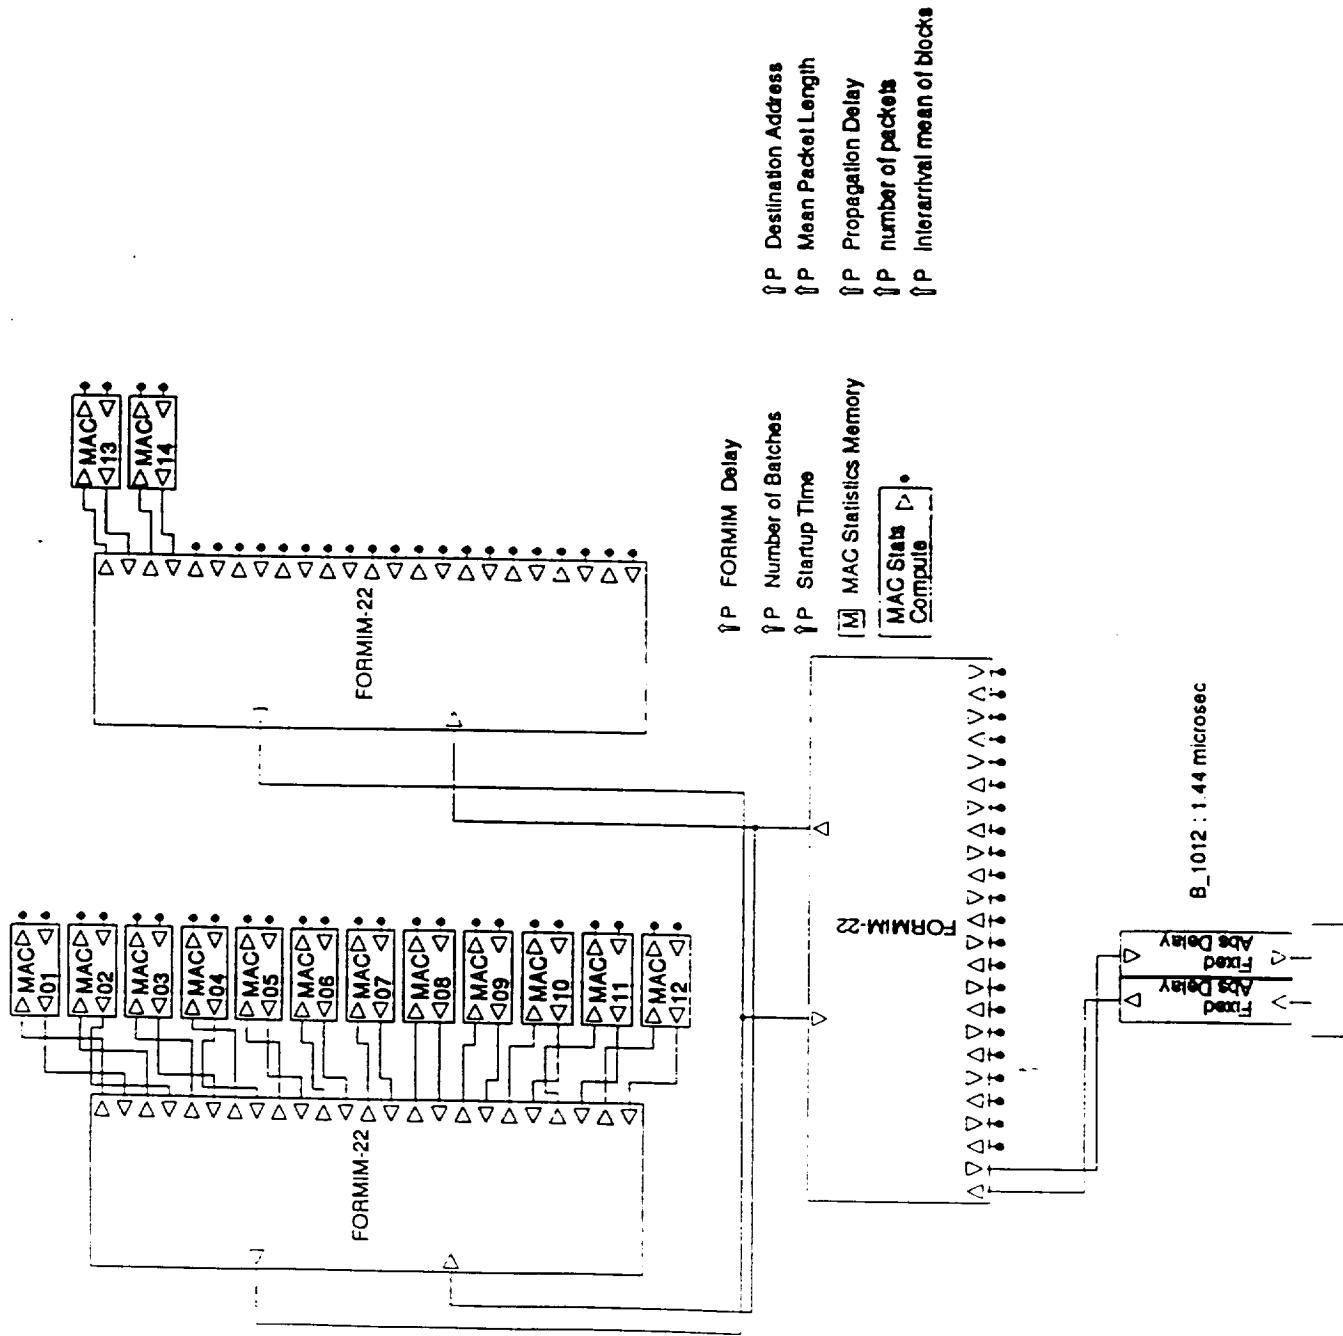 MAC
13
MAC
14
FORMIM-22
MAC
01
MAC
02
MAC
03
MAC
04
MAC
05
MAC
06
MAC
07
MAC
08
MAC
09
MAC
10
MAC
11
MAC
12
FORMIM-22
⇧P FORMIM Delay
⇧P Number of Batches
⇧P Startup Time
M MAC Statistics Memory
MAC Stats
Compute
⇧P Destination Address
⇧P Mean Packet Length
⇧P Propagation Delay
⇧P number of packets
⇧P Interarrival mean of blocks
FORMIM-22
Fixed
Abs Delay
Fixed
Abs Delay
B_1012 : 1.44 microsec